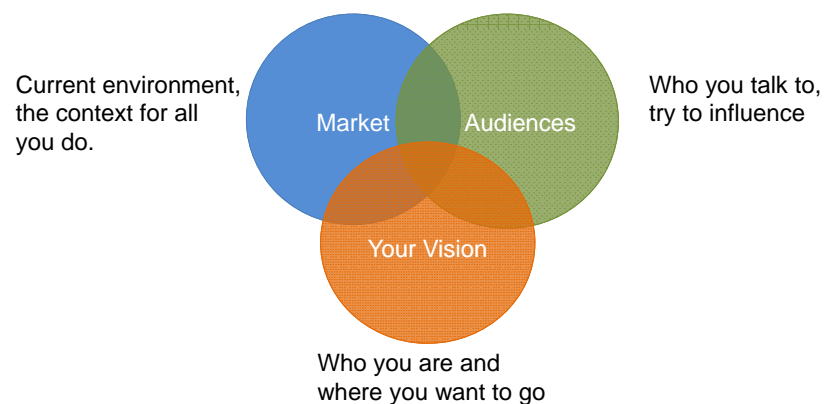 Current environment,
the context for all
you do.
Market
Audiences
Who you talk to,
try to influence
Your Vision
Who you are and
where you want to go